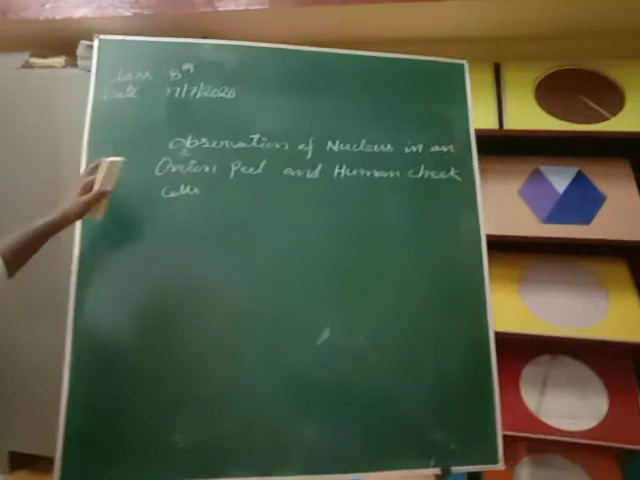 Class 8th
Date 17/7/2020
Observation of Nucleus in an
Onion Peel and Human cheek
Cells